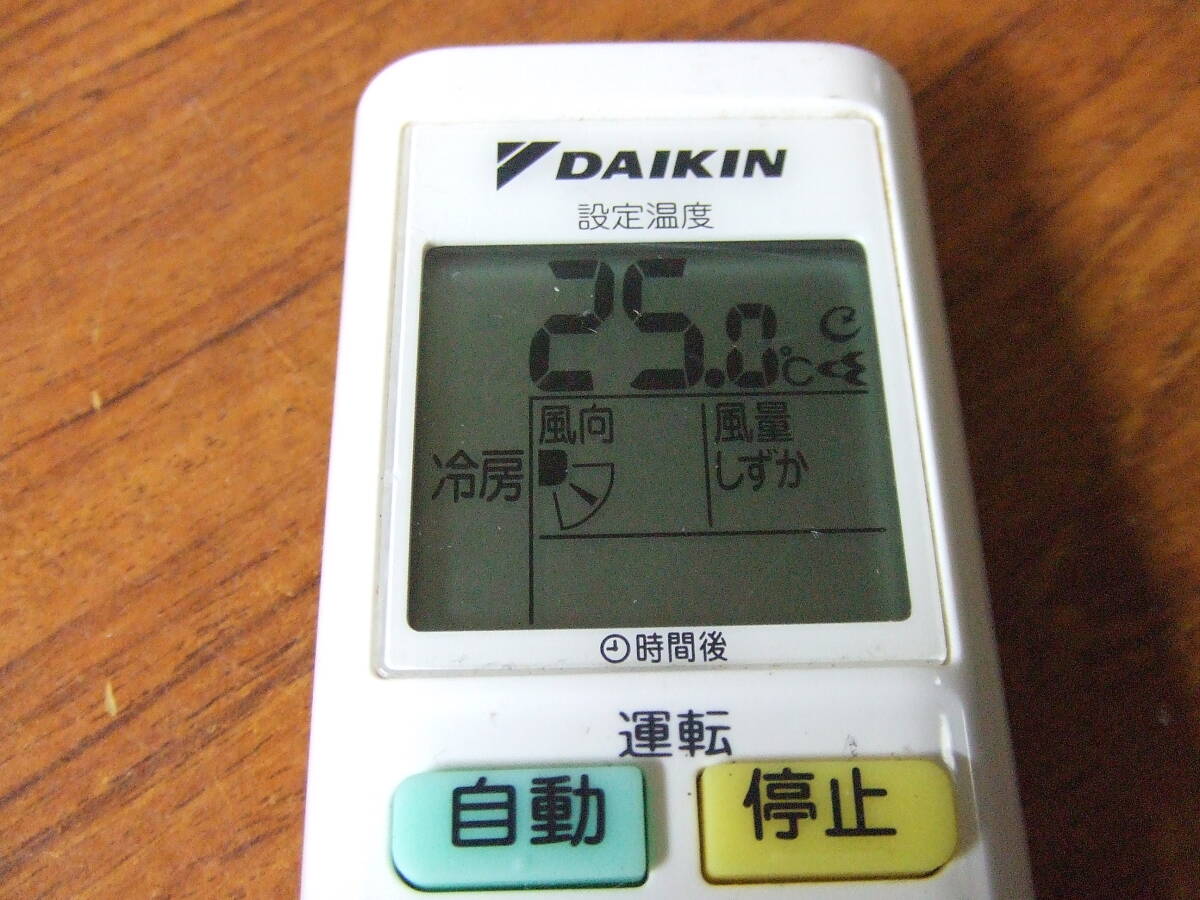 DAIKIN
設定温度
25.0℃
風向 風量
冷房 しずか
時間後
運転
自動 停止